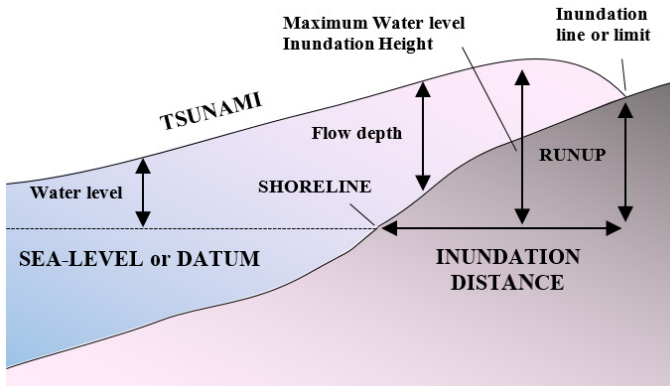 Maximum Water level
Inundation Height
Inundation
line or limit
TSUNAMI
Flow depth
RUNUP
Water level
SHORELINE
SEA-LEVEL or DATUM
INUNDATION
DISTANCE